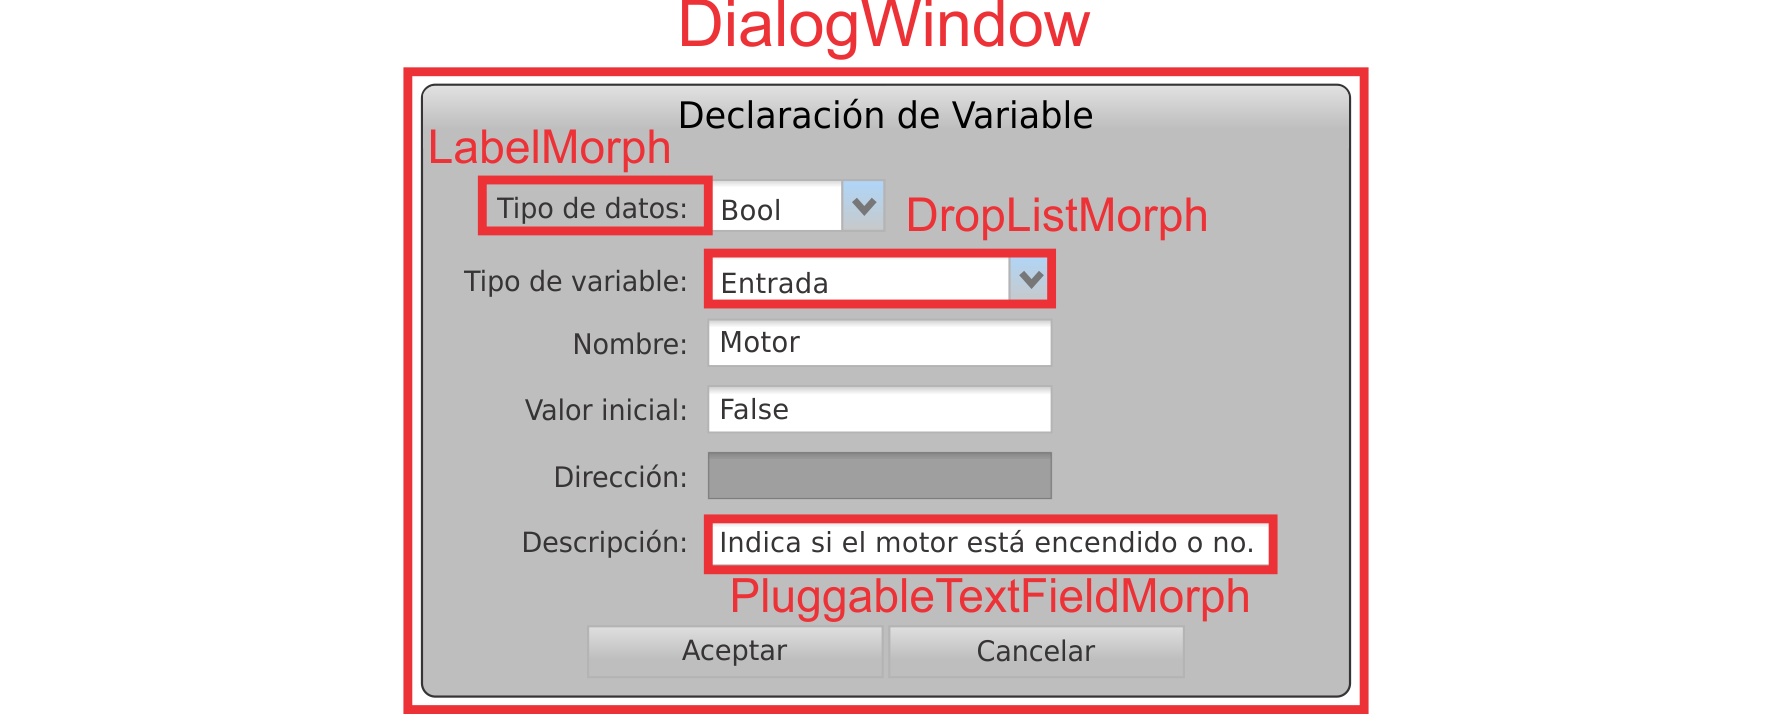 DialogWindow
Declaración de Variable
LabelMorph
Tipo de datos: Bool
DropListMorph
Tipo de variable: Entrada
Nombre: Motor
Valor inicial: False
Dirección:
Descripción: Indica si el motor está encendido o no.
PluggableTextFieldMorph
Aceptar Cancelar